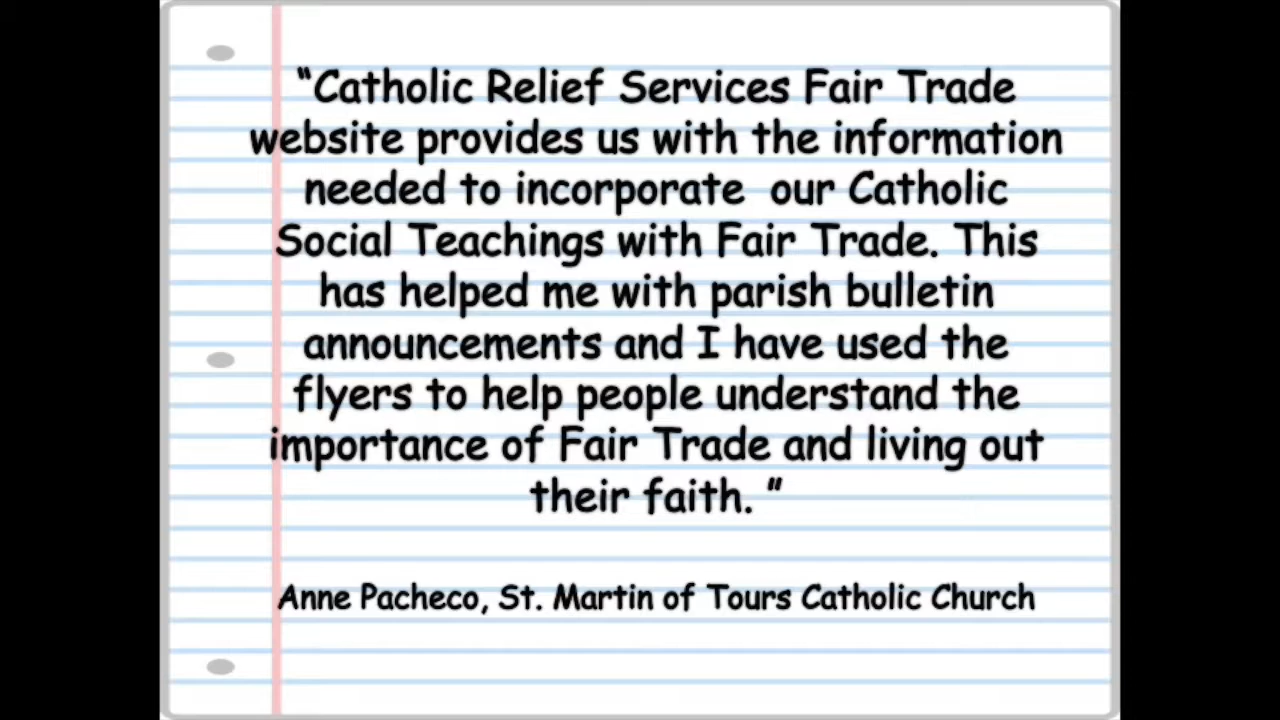 “Catholic Relief Services Fair Trade
website provides us with the information
needed to incorporate  our Catholic
Social Teachings with Fair Trade. This
has helped me with parish bulletin
announcements and I have used the
flyers to help people understand the
importance of Fair Trade and living out
their faith. ”
Anne Pacheco, St. Martin of Tours Catholic Church